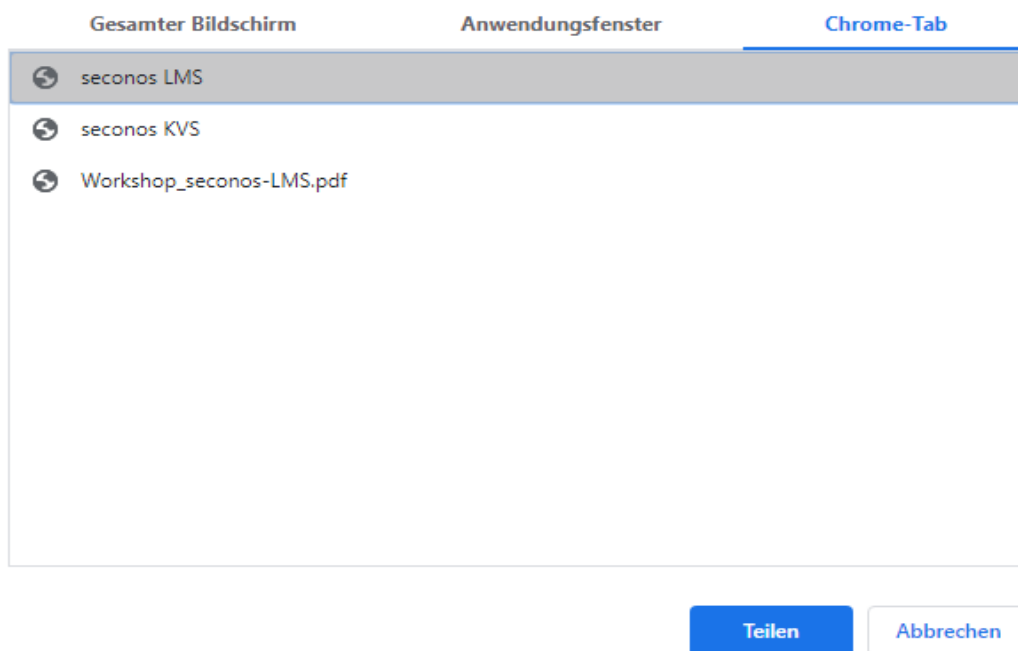 Gesamter Bildschirm Anwendungsfenster Chrome-Tab
seconos LMS
seconos KVS
Workshop_seconos-LMS.pdf
Teilen Abbrechen